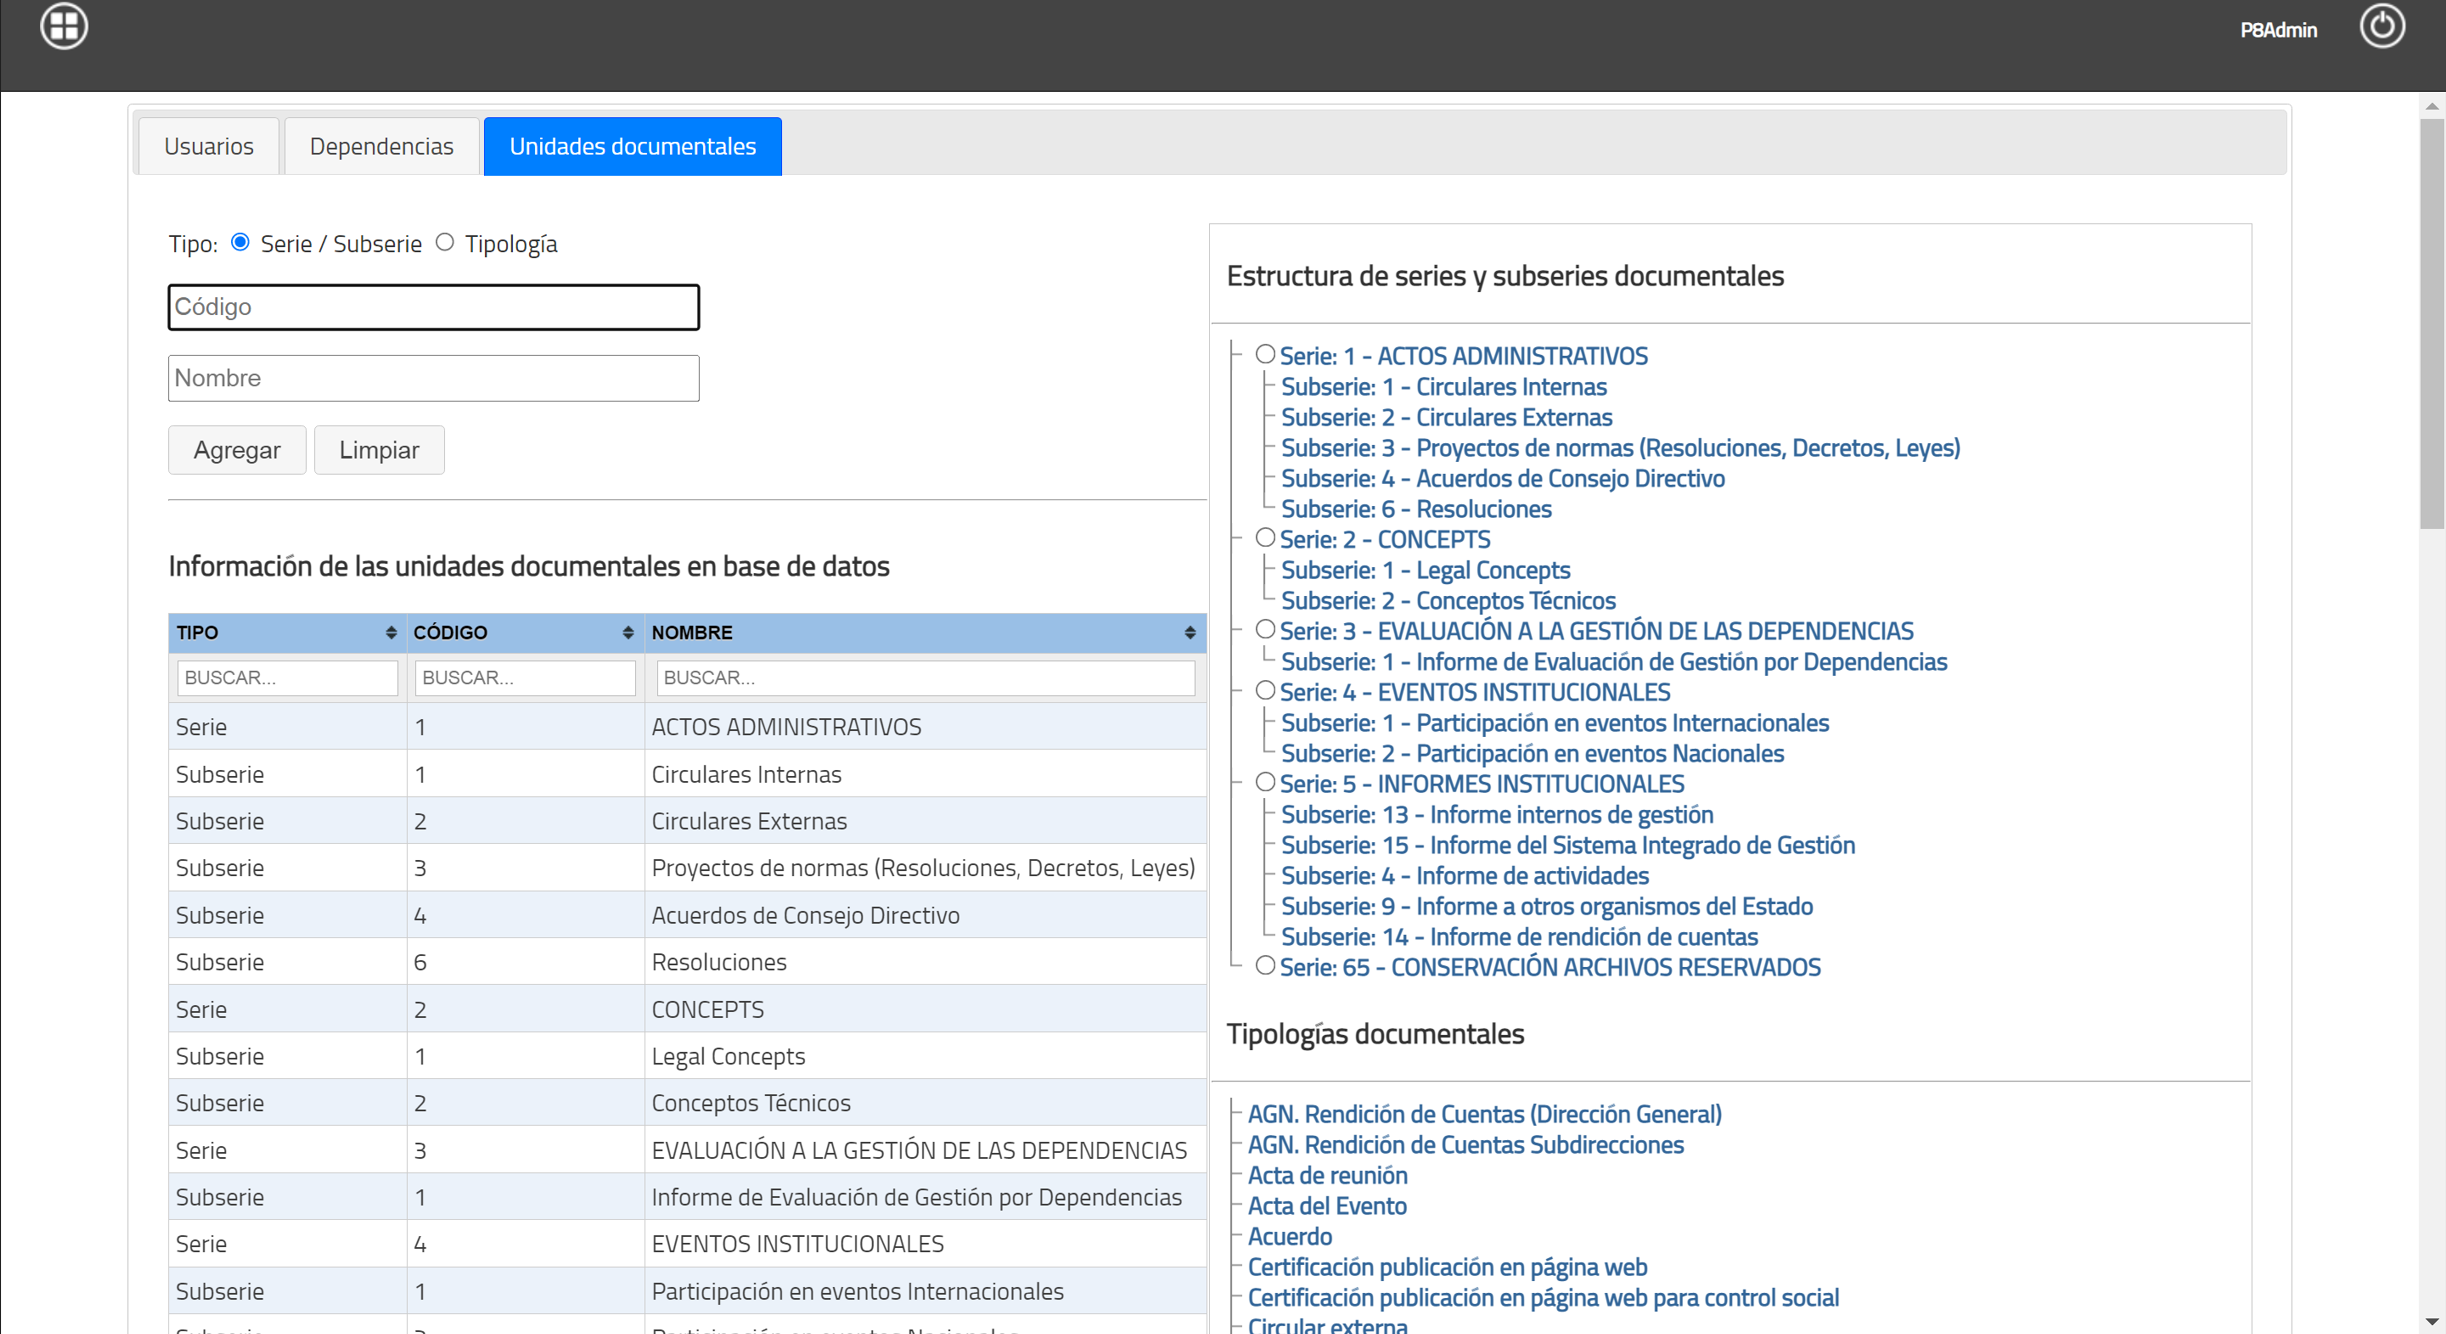 P8Admin
Usuarios Dependencias Unidades documentales
Tipo: Serie / Subserie Tipología
Código
Nombre
Agregar Limpiar
Información de las unidades documentales en base de datos
TIPO CÓDIGO NOMBRE
BUSCAR... BUSCAR... BUSCAR...
Serie 1 ACTOS ADMINISTRATIVOS
Subserie 1 Circulares Internas
Subserie 2 Circulares Externas
Subserie 3 Proyectos de normas (Resoluciones, Decretos, Leyes)
Subserie 4 Acuerdos de Consejo Directivo
Subserie 6 Resoluciones
Serie 2 CONCEPTS
Subserie 1 Legal Concepts
Subserie 2 Conceptos Técnicos
Serie 3 EVALUACIÓN A LA GESTIÓN DE LAS DEPENDENCIAS
Subserie 1 Informe de Evaluación de Gestión por Dependencias
Serie 4 EVENTOS INSTITUCIONALES
Subserie 1 Participación en eventos Internacionales
Estructura de series y subseries documentales
Serie: 1 - ACTOS ADMINISTRATIVOS
Subserie: 1 - Circulares Internas
Subserie: 2 - Circulares Externas
Subserie: 3 - Proyectos de normas (Resoluciones, Decretos, Leyes)
Subserie: 4 - Acuerdos de Consejo Directivo
Subserie: 6 - Resoluciones
Serie: 2 - CONCEPTS
Subserie: 1 - Legal Concepts
Subserie: 2 - Conceptos Técnicos
Serie: 3 - EVALUACIÓN A LA GESTIÓN DE LAS DEPENDENCIAS
Subserie: 1 - Informe de Evaluación de Gestión por Dependencias
Serie: 4 - EVENTOS INSTITUCIONALES
Subserie: 1 - Participación en eventos Internacionales
Subserie: 2 - Participación en eventos Nacionales
Serie: 5 - INFORMES INSTITUCIONALES
Subserie: 13 - Informe internos de gestión
Subserie: 15 - Informe del Sistema Integrado de Gestión
Subserie: 4 - Informe de actividades
Subserie: 9 - Informe a otros organismos del Estado
Subserie: 14 - Informe de rendición de cuentas
Serie: 65 - CONSERVACIÓN ARCHIVOS RESERVADOS
Tipologías documentales
AGN. Rendición de Cuentas (Dirección General)
AGN. Rendición de Cuentas Subdirecciones
Acta de reunión
Acta del Evento
Acuerdo
Certificación publicación en página web
Certificación publicación en página web para control social
Circular externa